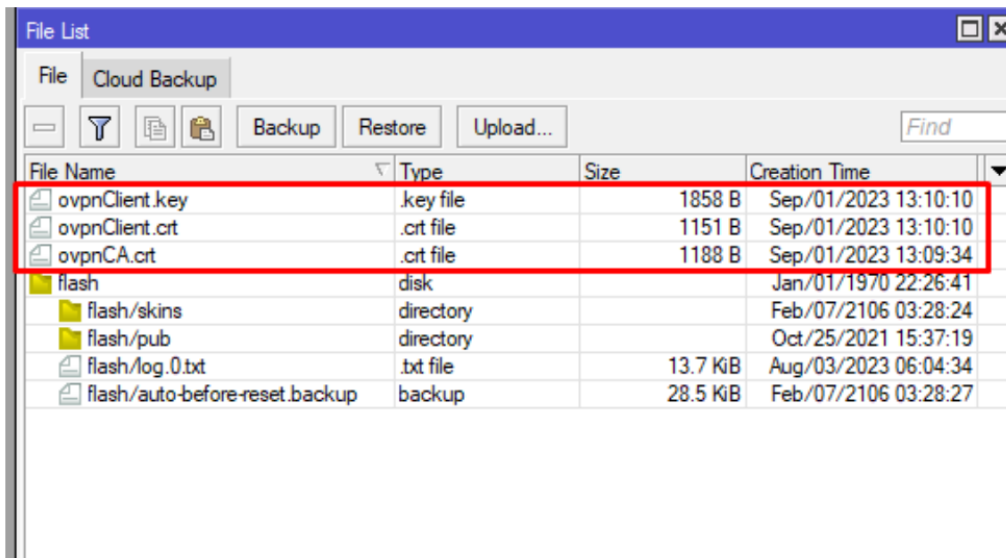 File List
File Cloud Backup
Backup Restore Upload... Find
File Name Type Size Creation Time
ovpnClient.key .key file 1858 B Sep/01/2023 13:10:10
ovpnClient.crt .crt file 1151 B Sep/01/2023 13:10:10
ovpnCA.crt .crt file 1188 B Sep/01/2023 13:09:34
flash disk Jan/01/1970 22:26:41
flash/skins directory Feb/07/2106 03:28:24
flash/pub directory Oct/25/2021 15:37:19
flash/log.0.txt .txt file 13.7 KiB Aug/03/2023 06:04:34
flash/auto-before-reset.backup backup 28.5 KiB Feb/07/2106 03:28:27